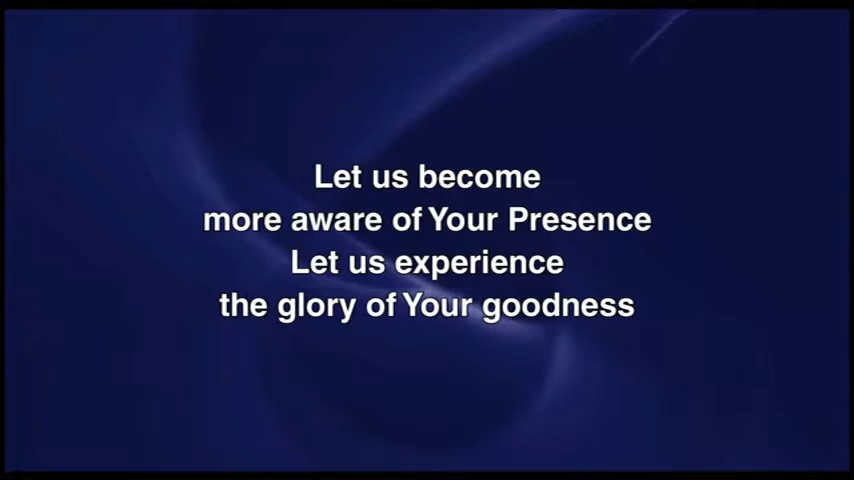 Let us become
more aware of Your Presence
Let us experience
the glory of Your goodness